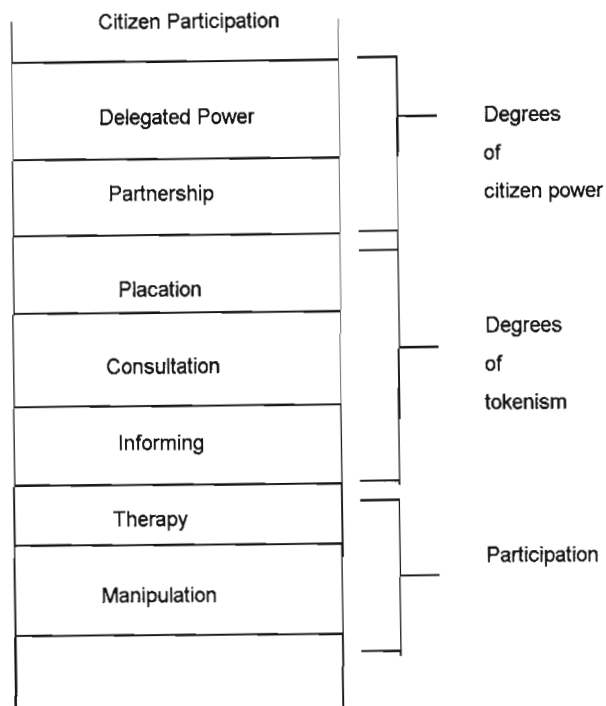 Citizen Participation
Delegated Power
Partnership
Placation
Consultation
Informing
Therapy
Manipulation
Degrees
of
citizen power
Degrees
of
tokenism
Participation